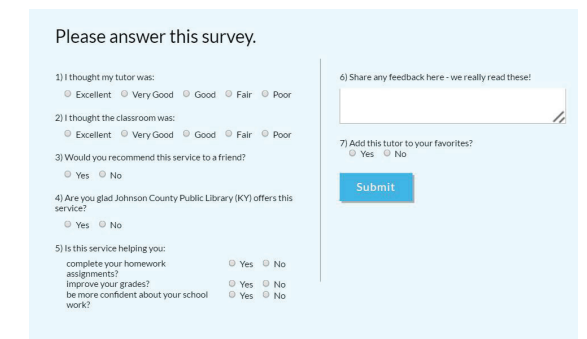 Please answer this survey.
1) I thought my tutor was:
Excellent Very Good Good Fair Poor
2) I thought the classroom was:
Excellent Very Good Good Fair Poor
3) Would you recommend this service to a friend?
Yes No
4) Are you glad Johnson County Public Library (KY) offers this
service?
Yes No
5) Is this service helping you:
complete your homework Yes No
assignments?
improve your grades? Yes No
be more confident about your school Yes No
work?
6) Share any feedback here - we really read these!
7) Add this tutor to your favorites?
Yes No
Submit